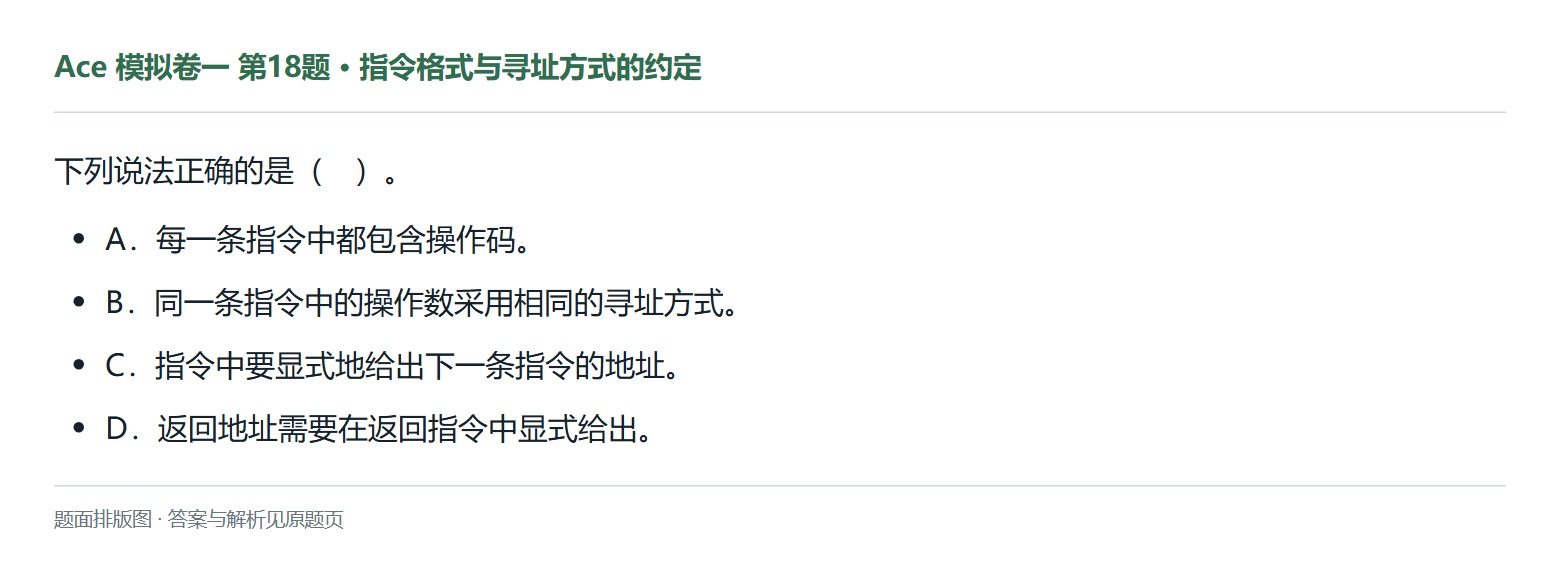 Ace 模拟卷一 第18题 · 指令格式与寻址方式的约定
下列说法正确的是（　）。
• A．每一条指令中都包含操作码。
• B．同一条指令中的操作数采用相同的寻址方式。
• C．指令中要显式地给出下一条指令的地址。
• D．返回地址需要在返回指令中显式给出。
题面排版图 · 答案与解析见原题页